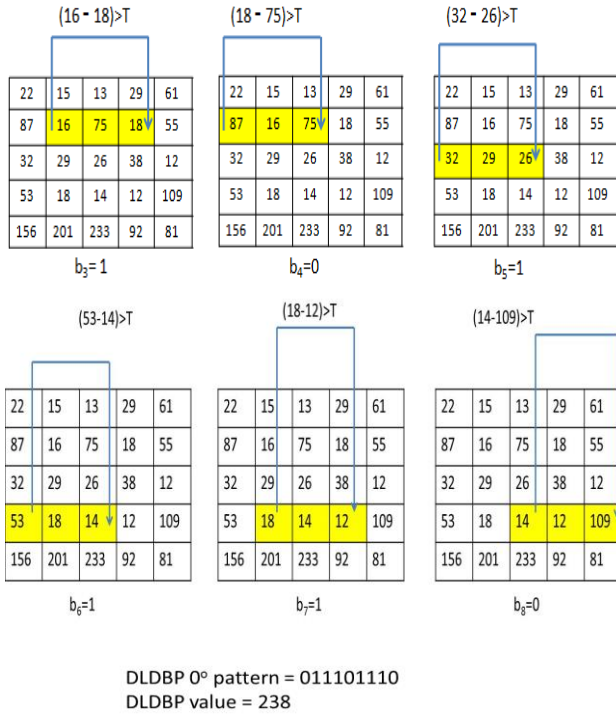 (16 - 18)>T (18 - 75)>T (32 - 26)>T
22 15 13 29 61 22 15 13 29 61 22 15 13 29 61
87 16 75 18 55 87 16 75 18 55 87 16 75 18 55
32 29 26 38 12 32 29 26 38 12 32 29 26 38 12
53 18 14 12 109 53 18 14 12 109 53 18 14 12 109
156 201 233 92 81 156 201 233 92 81 156 201 233 92 81
b₃= 1 b₄=0 b₅=1
(53-14)>T (18-12)>T (14-109)>T
22 15 13 29 61 22 15 13 29 61 22 15 13 29 61
87 16 75 18 55 87 16 75 18 55 87 16 75 18 55
32 29 26 38 12 32 29 26 38 12 32 29 26 38 12
53 18 14 12 109 53 18 14 12 109 53 18 14 12 109
156 201 233 92 81 156 201 233 92 81 156 201 233 92 81
b₆=1 b₇=1 b₈=0
DLDBP 0° pattern = 011101110
DLDBP value = 238